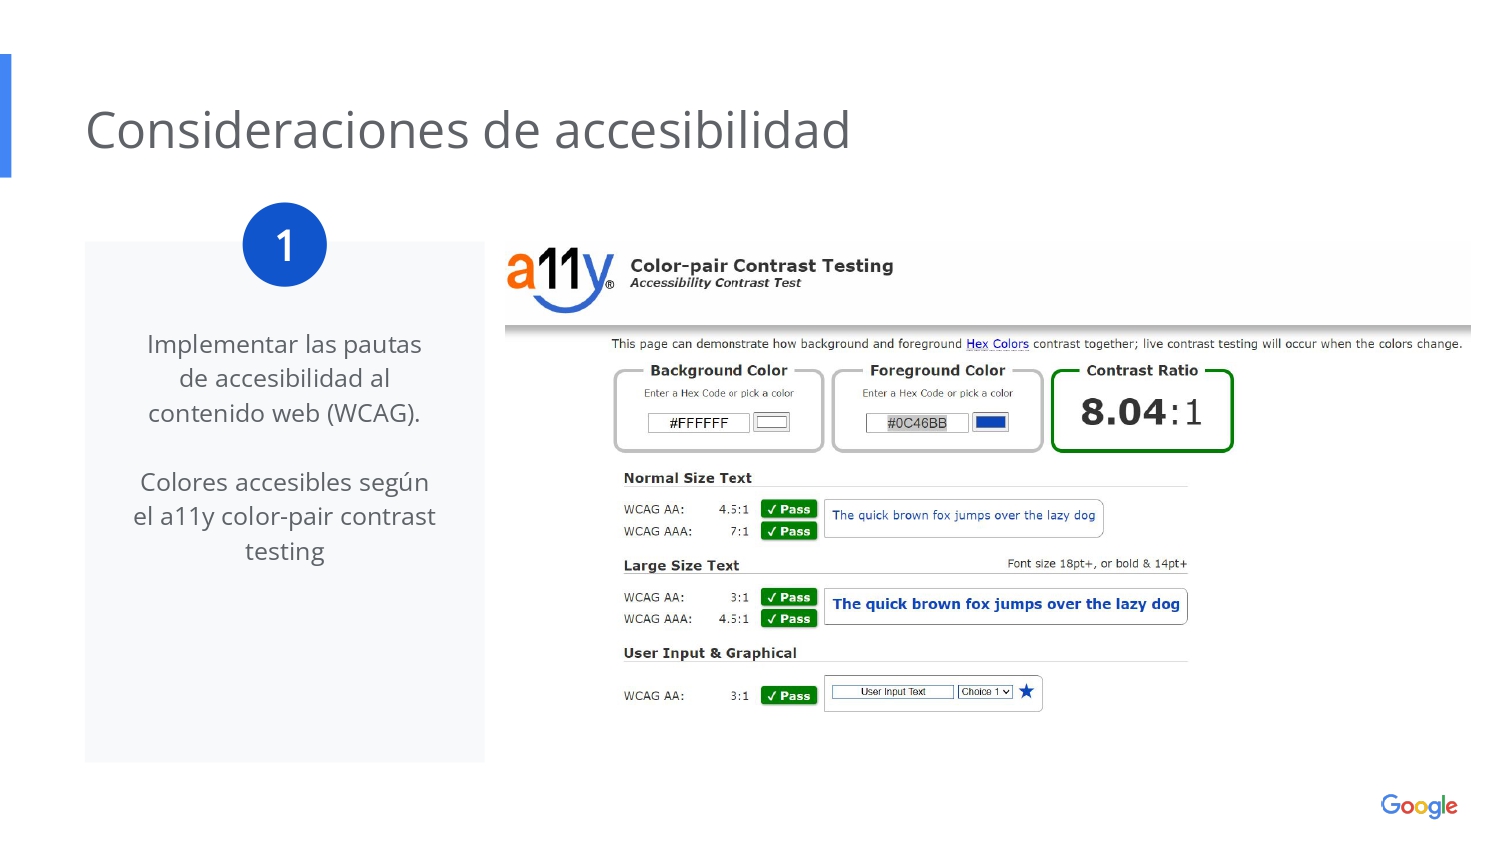 Consideraciones de accesibilidad
1
Implementar las pautas
de accesibilidad al
contenido web (WCAG).
Colores accesibles según
el a11y color-pair contrast
testing
a11y®
Color-pair Contrast Testing
Accessibility Contrast Test
This page can demonstrate how background and foreground Hex Colors contrast together; live contrast testing will occur when the colors change.
Background Color
Enter a Hex Code or pick a color
#FFFFFF
Foreground Color
Enter a Hex Code or pick a color
#0C46BB
Contrast Ratio
8.04:1
Normal Size Text
WCAG AA: 4.5:1 ✓ Pass
WCAG AAA: 7:1 ✓ Pass
The quick brown fox jumps over the lazy dog
Large Size Text Font size 18pt+, or bold & 14pt+
WCAG AA: 3:1 ✓ Pass
WCAG AAA: 4.5:1 ✓ Pass
The quick brown fox jumps over the lazy dog
User Input & Graphical
WCAG AA: 3:1 ✓ Pass
User Input Text Choice 1
Google